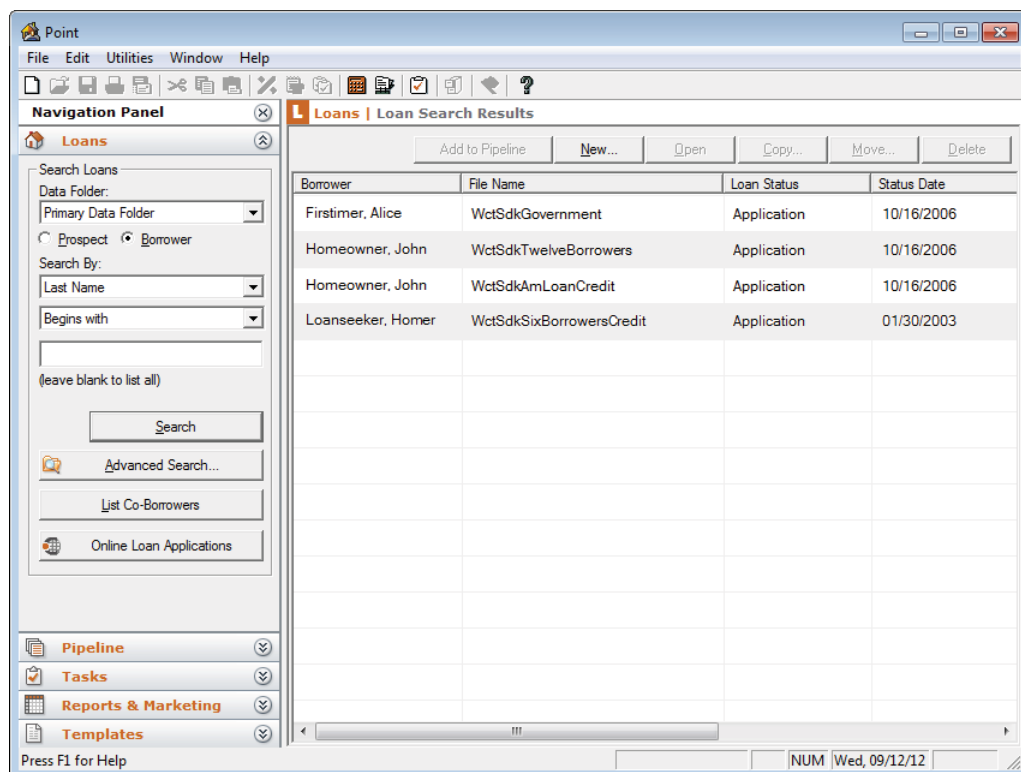 Point
File Edit Utilities Window Help
Navigation Panel
Loans
Search Loans
Data Folder:
Primary Data Folder
Prospect Borrower
Search By:
Last Name
Begins with
(leave blank to list all)
Search
Advanced Search...
List Co-Borrowers
Online Loan Applications
Pipeline
Tasks
Reports & Marketing
Templates
L Loans | Loan Search Results
Add to Pipeline New... Open Copy... Move... Delete
Borrower File Name Loan Status Status Date
Firstimer, Alice WctSdkGovernment Application 10/16/2006
Homeowner, John WctSdkTwelveBorrowers Application 10/16/2006
Homeowner, John WctSdkAmLoanCredit Application 10/16/2006
Loanseeker, Homer WctSdkSixBorrowersCredit Application 01/30/2003
Press F1 for Help NUM Wed, 09/12/12